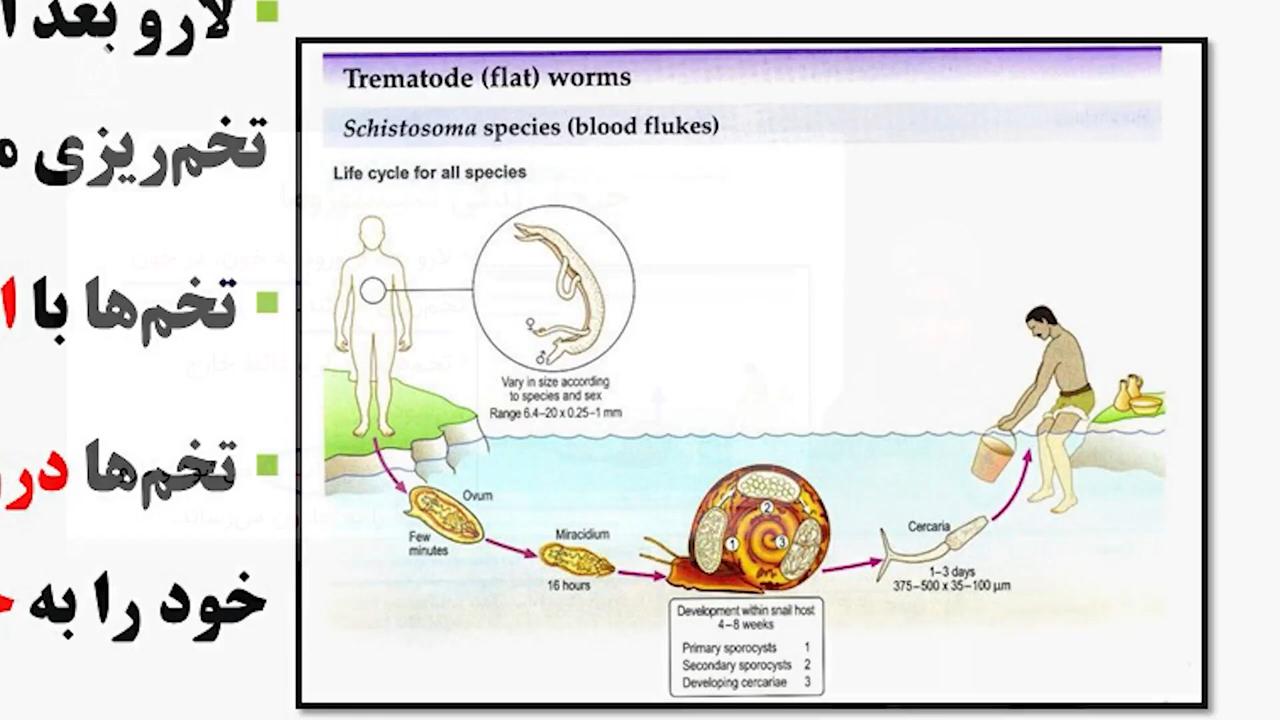 لارو بعد
تخم‌ریزی
تخم‌ها با
تخم‌ها در
خود را به
Trematode (flat) worms
Schistosoma species (blood flukes)
Life cycle for all species
♀
♂
Vary in size according
to species and sex
Range 6.4–20 x 0.25–1 mm
Ovum
Few
minutes
Miracidium
16 hours
1
2
3
Cercaria
1–3 days
375–500 x 35–100 µm
Development within snail host
4–8 weeks
Primary sporocysts 1
Secondary sporocysts 2
Developing cercariae 3